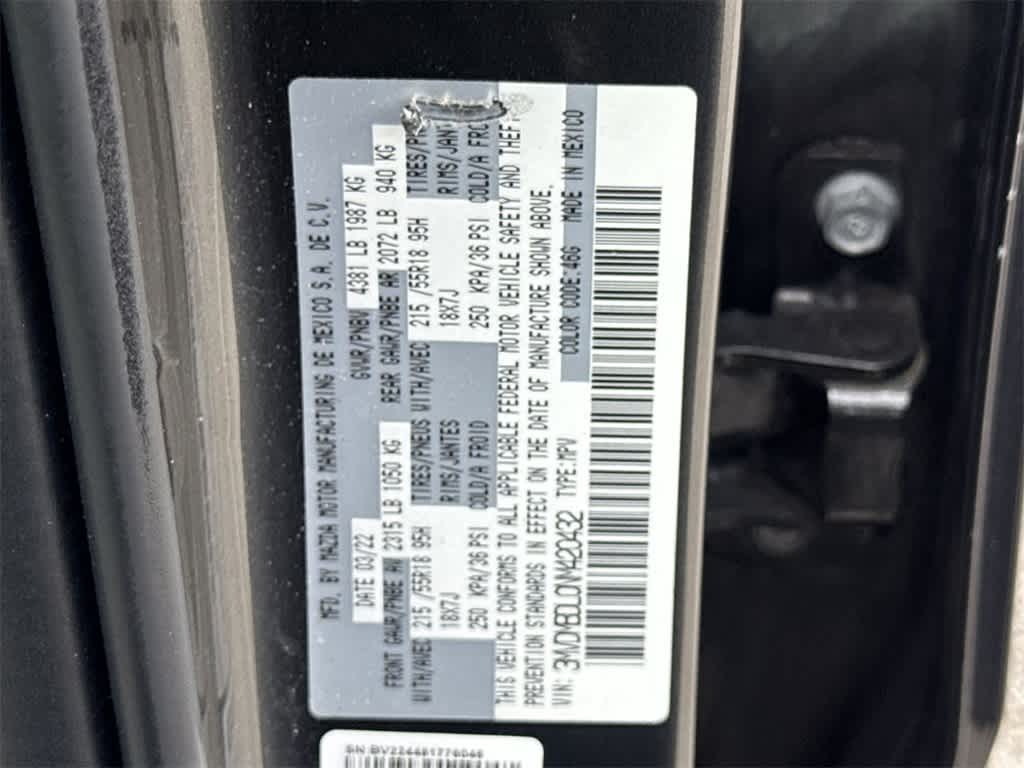 MFD. BY MAZDA MOTOR MANUFACTURING DE MEXICO S.A. DE C.V.
DATE 03/22 GVWR/PNBV 4381 LB 1987 KG
FRONT GAWR/PNBE AV 2315 LB 1050 KG REAR GAWR/PNBE AR 2072 LB 940 KG
WITH/AVEC 215 /55R18 95H TIRES/PNEUS WITH/AVEC 215 /55R18 95H
18X7J RIMS/JANTES 18X7J
250 KPA/36 PSI COLD/A FROID 250 KPA/36 PSI
THIS VEHICLE CONFORMS TO ALL APPLICABLE FEDERAL MOTOR VEHICLE SAFETY AND THEFT
PREVENTION STANDARDS IN EFFECT ON THE DATE OF MANUFACTURE SHOWN ABOVE.
VIN: TYPE:MPV COLOR CODE:46G MADE IN MEXICO